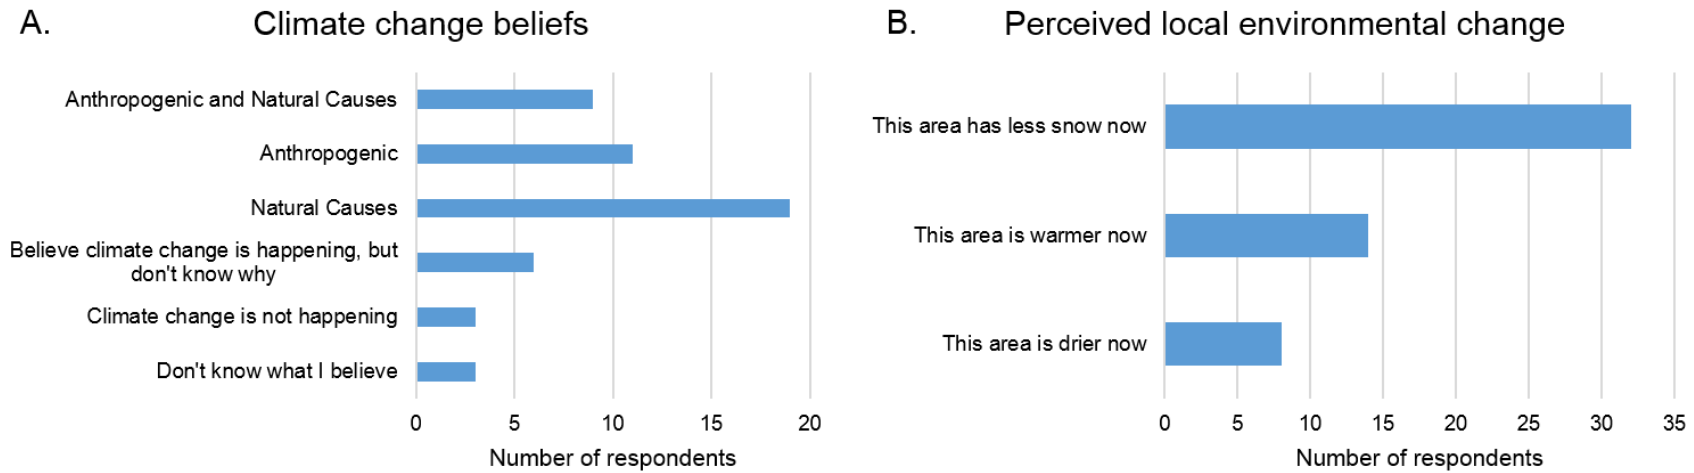 A.
Climate change beliefs
Anthropogenic and Natural Causes
Anthropogenic
Natural Causes
Believe climate change is happening, but
don't know why
Climate change is not happening
Don't know what I believe
0 5 10 15 20
Number of respondents
B.
Perceived local environmental change
This area has less snow now
This area is warmer now
This area is drier now
0 5 10 15 20 25 30 35
Number of respondents